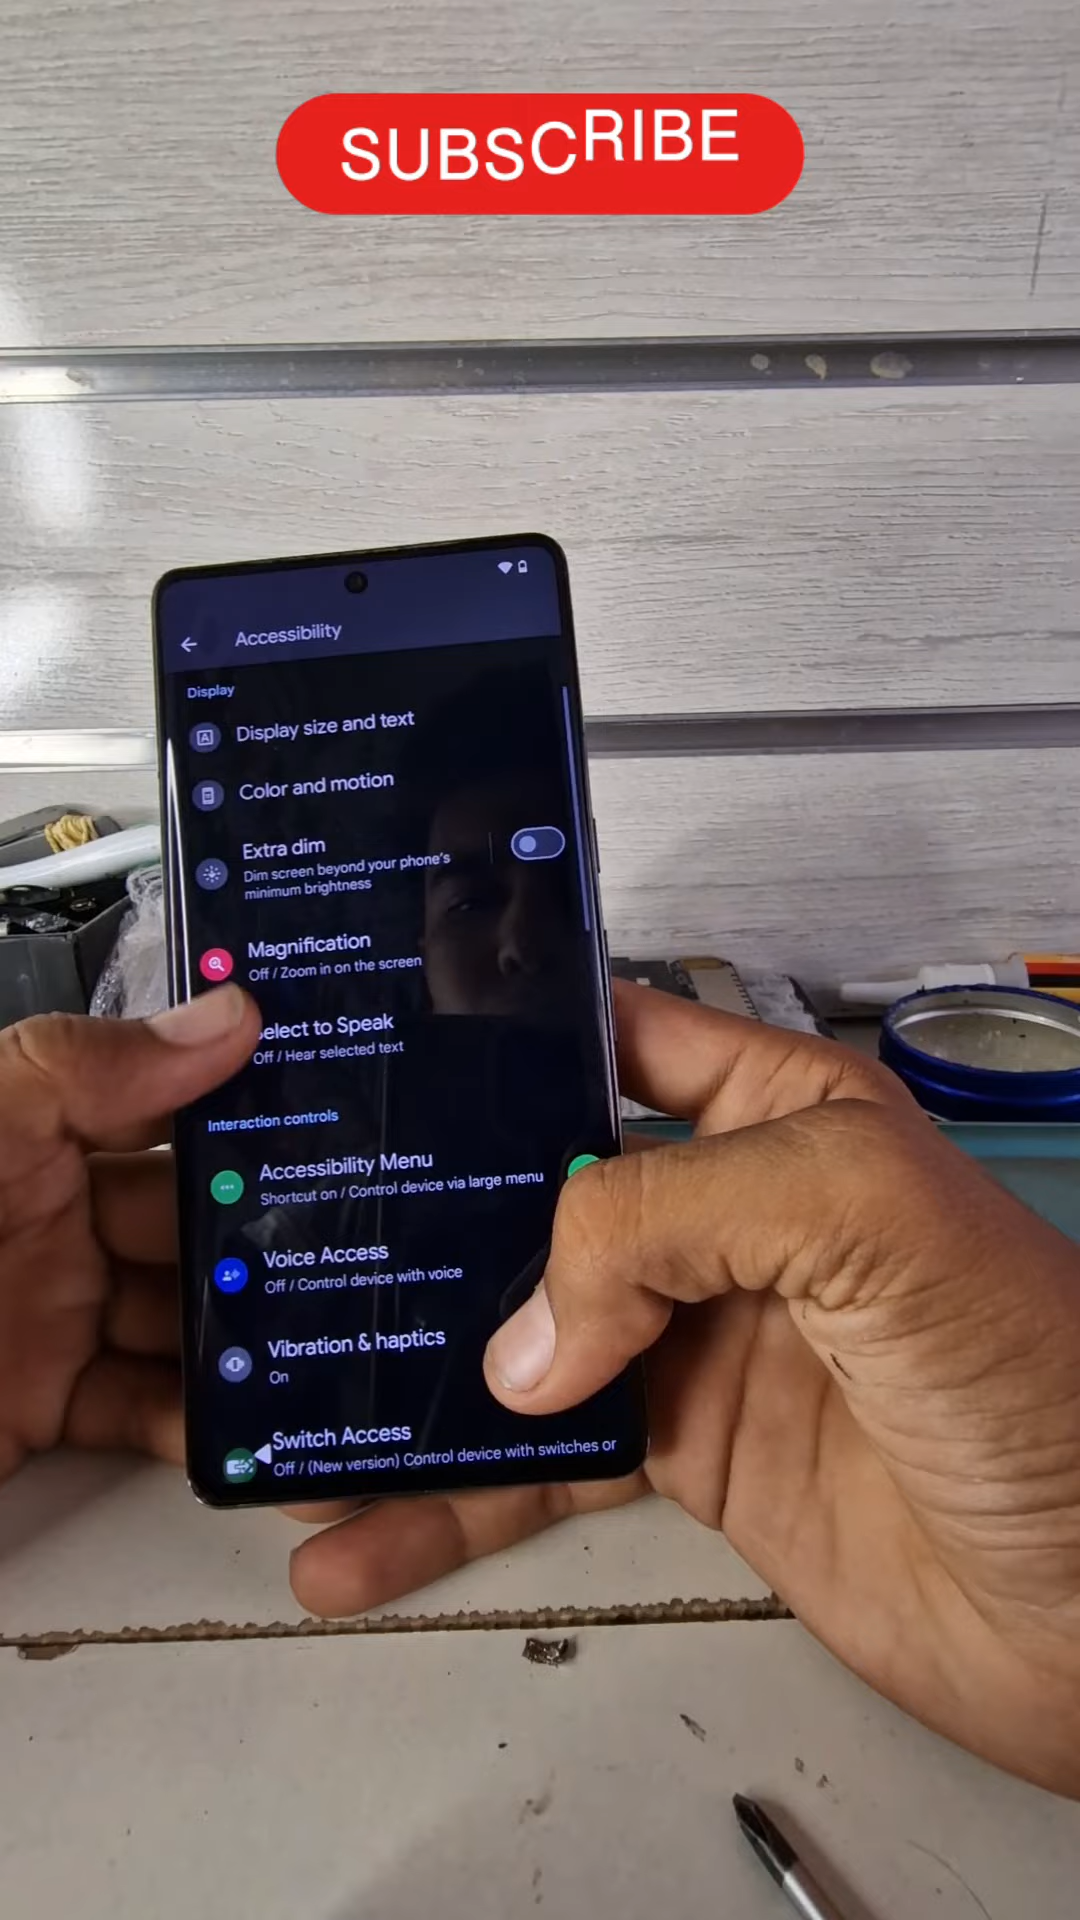 SUBSCRIBE
Accessibility
Display
Display size and text
Color and motion
Extra dim
Dim screen beyond your phone's
minimum brightness
Magnification
Off / Zoom in on the screen
Select to Speak
Off / Hear selected text
Interaction controls
Accessibility Menu
Shortcut on / Control device via large menu
Voice Access
Off / Control device with voice
Vibration & haptics
On
Switch Access
Off / (New version) Control device with switches or